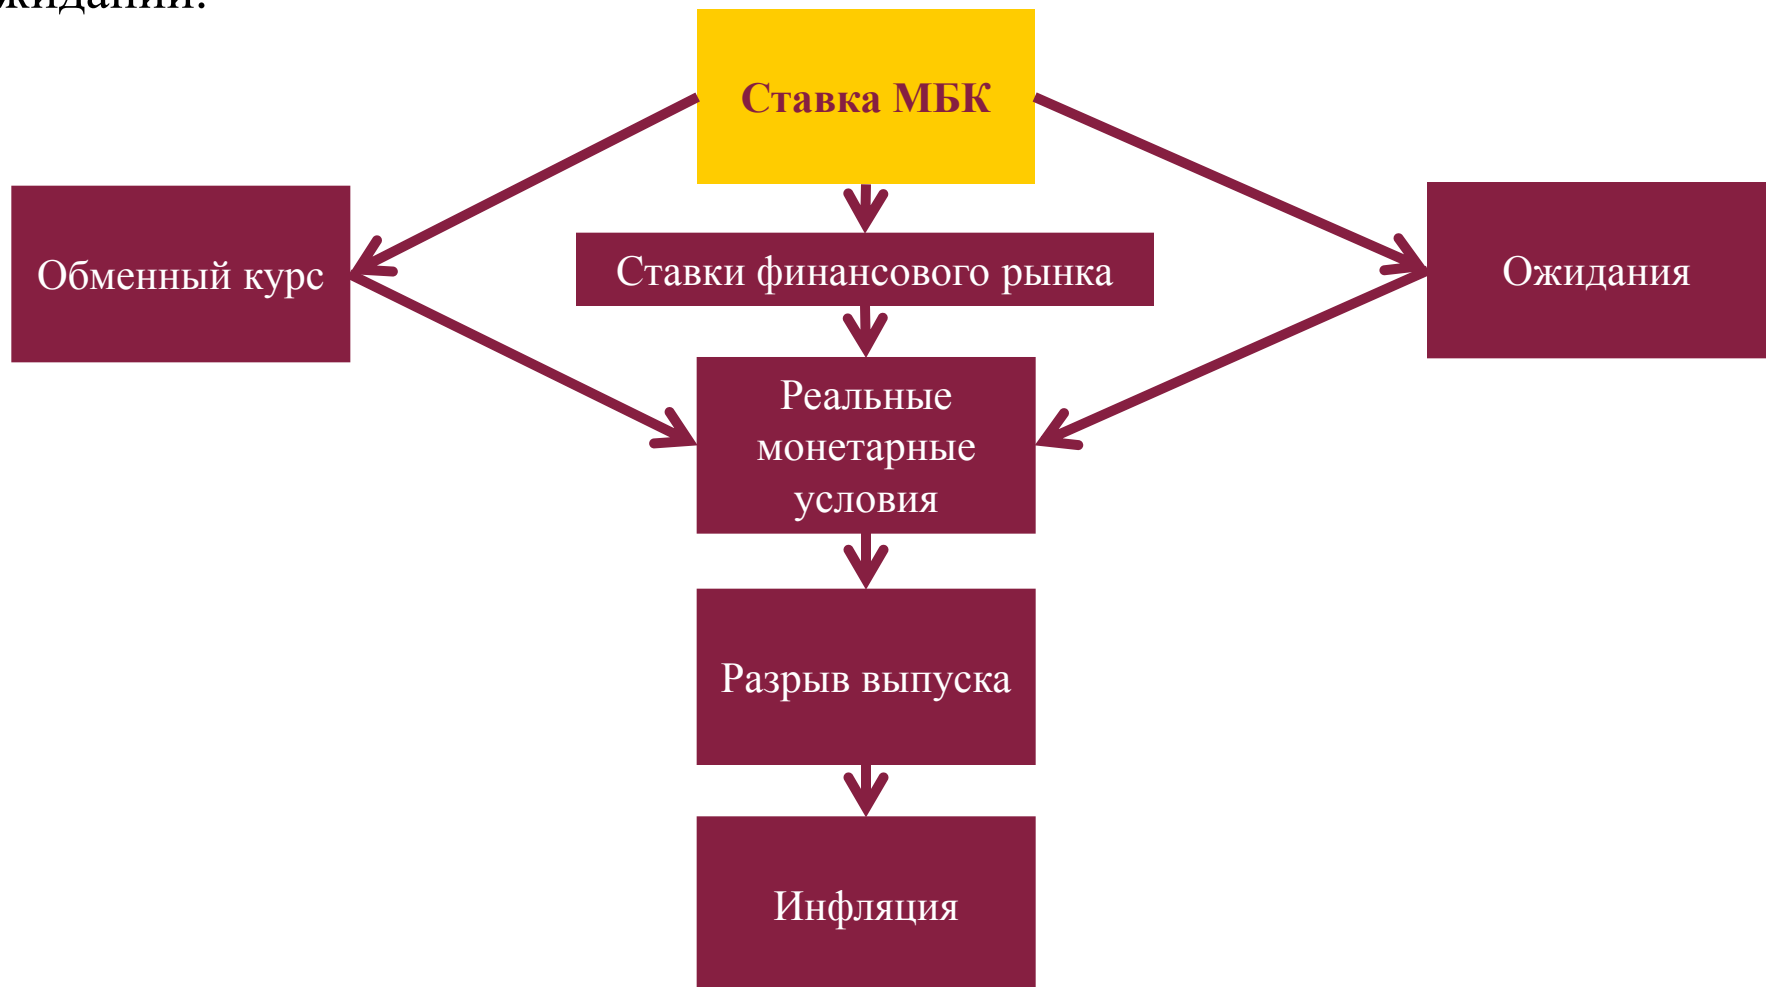 Ставка МБК
Обменный курс
Ставки финансового рынка
Ожидания
Реальные
монетарные
условия
Разрыв выпуска
Инфляция